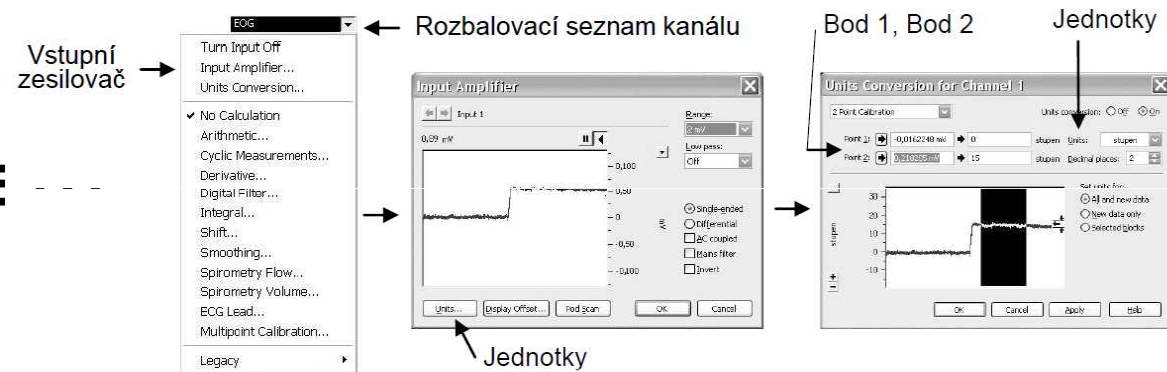 EOG
Rozbalovací seznam kanálu
Vstupní
zesilovač
Turn Input Off
Input Amplifier...
Units Conversion...
No Calculation
Arithmetic...
Cyclic Measurements...
Derivative...
Digital Filter...
Integral...
Shift...
Smoothing...
Spirometry Flow...
Spirometry Volume...
ECG Lead...
Multipoint Calibration...
Legacy
Input Amplifier
Input 1
0,89 mV
Range:
2 mV
Low pass:
Off
0,100
0,50
0
-0,50
-0,100
mV
Single-ended
Differential
AC coupled
Mains filter
Invert
Units...
Display Offset...
Pod Scan
OK
Cancel
Jednotky
Bod 1, Bod 2
Jednotky
Units Conversion for Channel 1
2 Point Calibration
Units conversion: Off On
Point 1: -0,0162248 mV 0 stupen Units: stupen
Point 2: 15 stupen Decimal places: 2
Set units for:
All and new data
New data only
Selected blocks
stupen
30
20
10
0
-10
OK
Cancel
Apply
Help